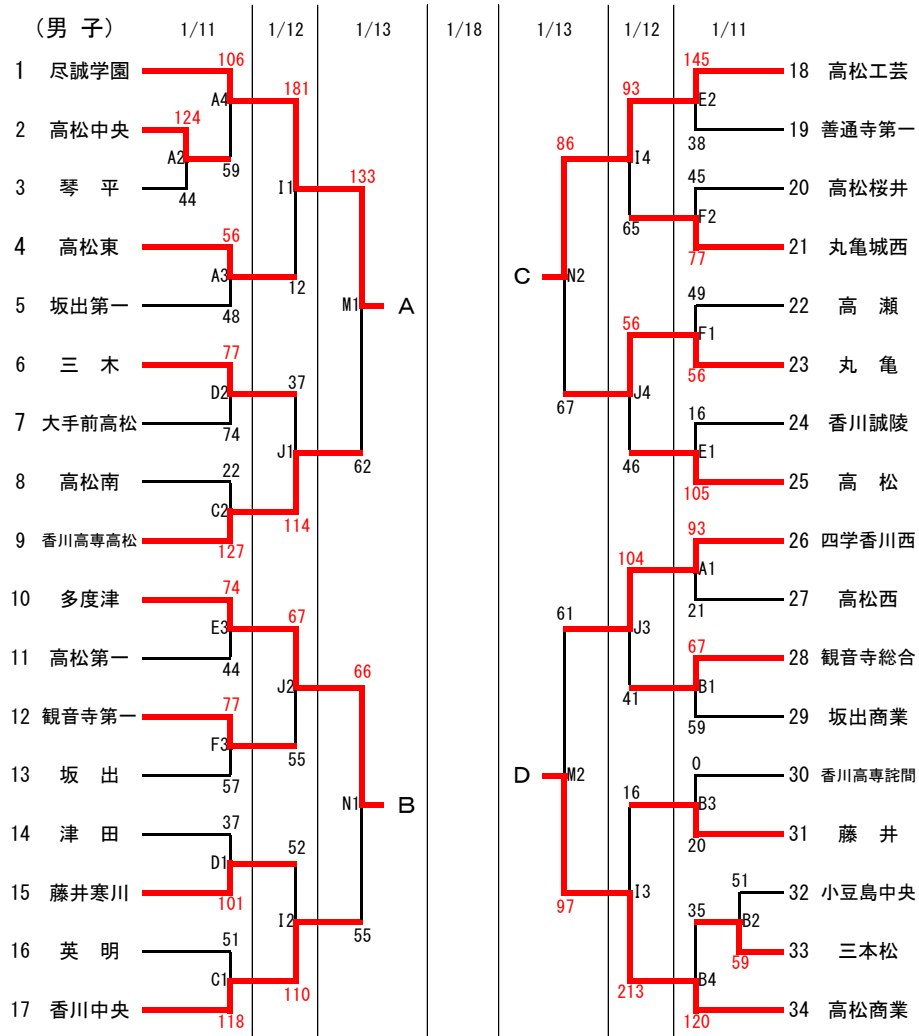 (男 子) 1/11 1/12 1/13 1/18 1/13 1/12 1/11
106 181 93 145
1 尽誠学園 18 高松工芸
A4 E2
2 高松中央 124 86 38 19 善通寺第一
A2 59 I4
3 琴 平 44 I1 133 45 20 高松桜井
65 F2
4 高松東 56 77 21 丸亀城西
A3 12 C N2
5 坂出第一 48 M1 A 49 22 高 瀬
56 F1
6 三 木 77 56 23 丸 亀
D2 37 67 J4
7 大手前高松 74 16 24 香川誠陵
J1 62 46 E1
8 高松南 22 105 25 高 松
C2 114
9 香川高専高松 127 93 26 四学香川西
104 A1
10 多度津 74 21 27 高松西
E3 67 61 J3
11 高松第一 44 67 28 観音寺総合
J2 66 41 B1
12 観音寺第一 77 59 29 坂出商業
F3 55
13 坂 出 57 D M2 0 30 香川高専詫間
N1 B 16 B3
14 津 田 37 20 31 藤井
D1 52
15 藤井寒川 101 97 I3 51 32 小豆島中央
I2 55 35 B2
16 英 明 51 59 33 三本松
C1 110 213 B4
17 香川中央 118 120 34 高松商業